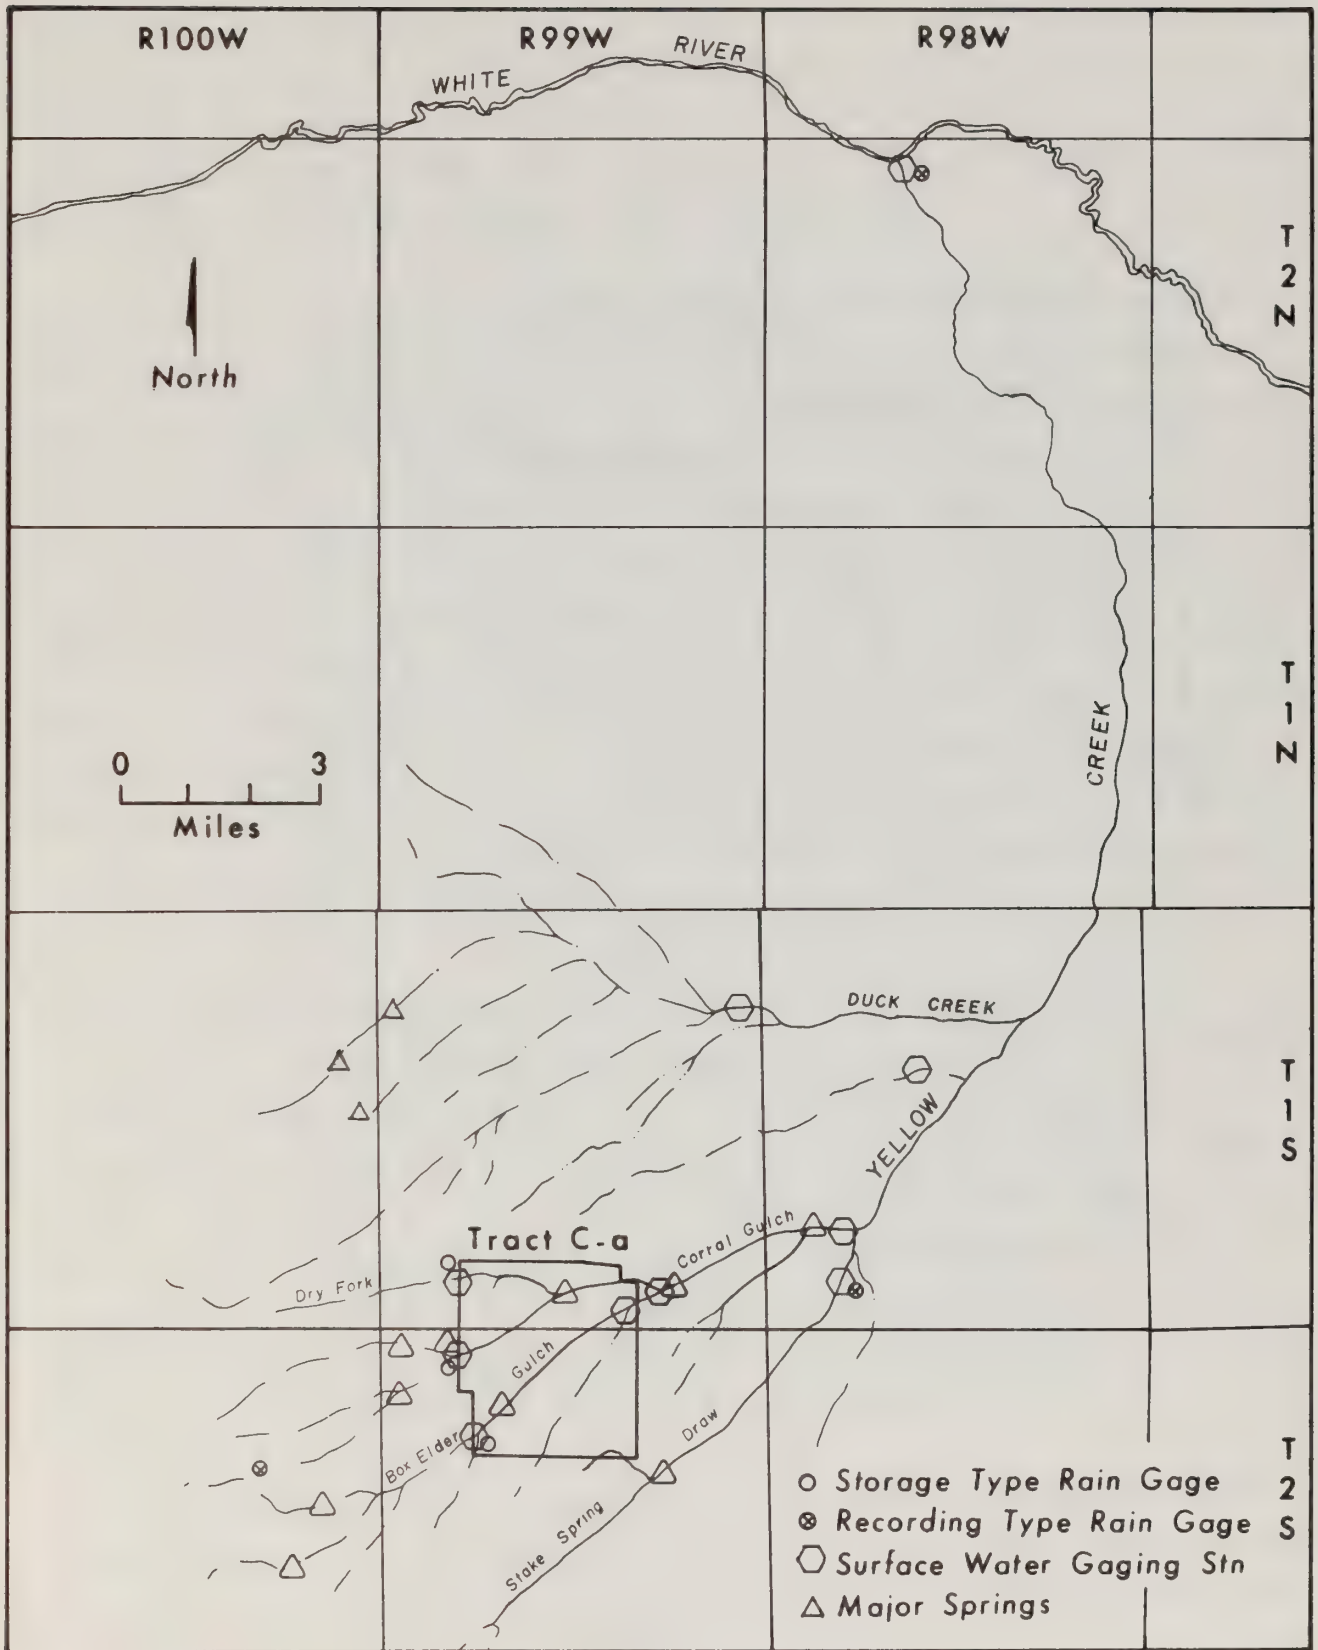 R100W
R99W
R98W
WHITE
RIVER
T
2
N
North
T
1
N
CREEK
0
3
Miles
DUCK CREEK
T
1
S
YELLOW
Tract C-a
Corral Gulch
Dry Fork
Gulch
Box Elder
Draw
Stake Spring
T
2
S
Storage Type Rain Gage
Recording Type Rain Gage
Surface Water Gaging Stn
Major Springs